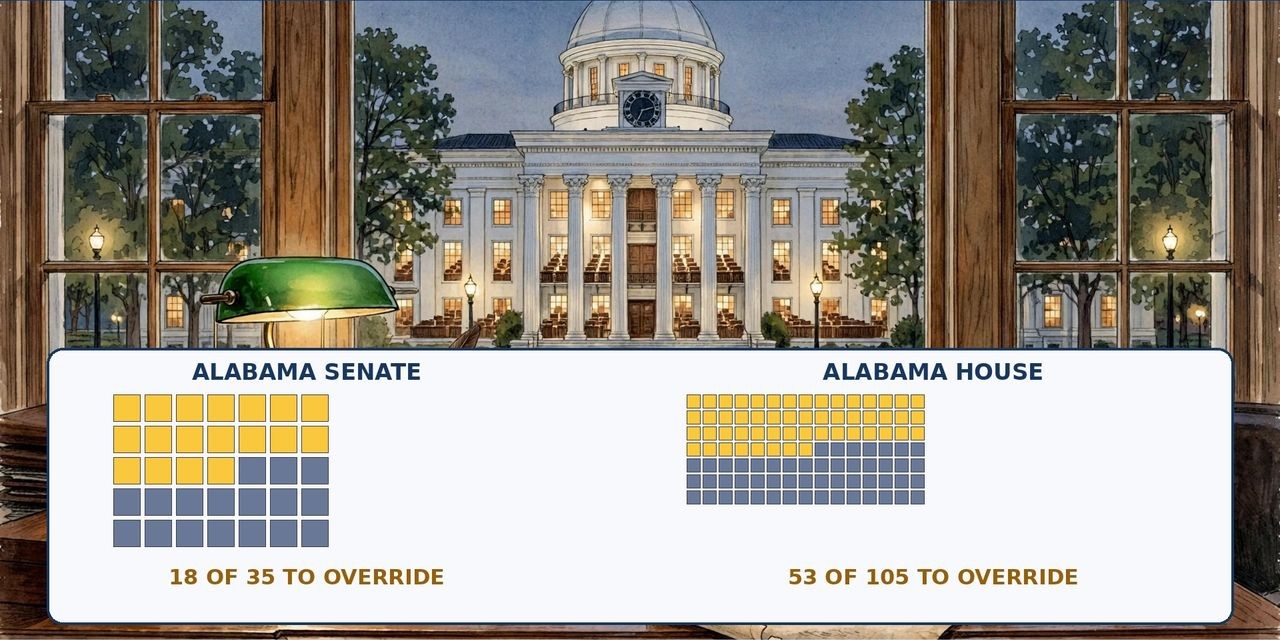 ALABAMA SENATE
ALABAMA HOUSE
18 OF 35 TO OVERRIDE
53 OF 105 TO OVERRIDE